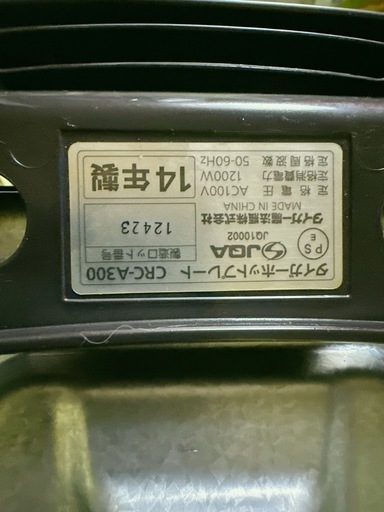 タイガーホットプレート CRC-A300
PS
E
JQA
JQ10002
製造ロット番号
12423
タイガー魔法瓶株式会社
MADE IN CHINA
定格電圧 AC100V
定格消費電力 1200W
定格周波数 50-60Hz
14年製